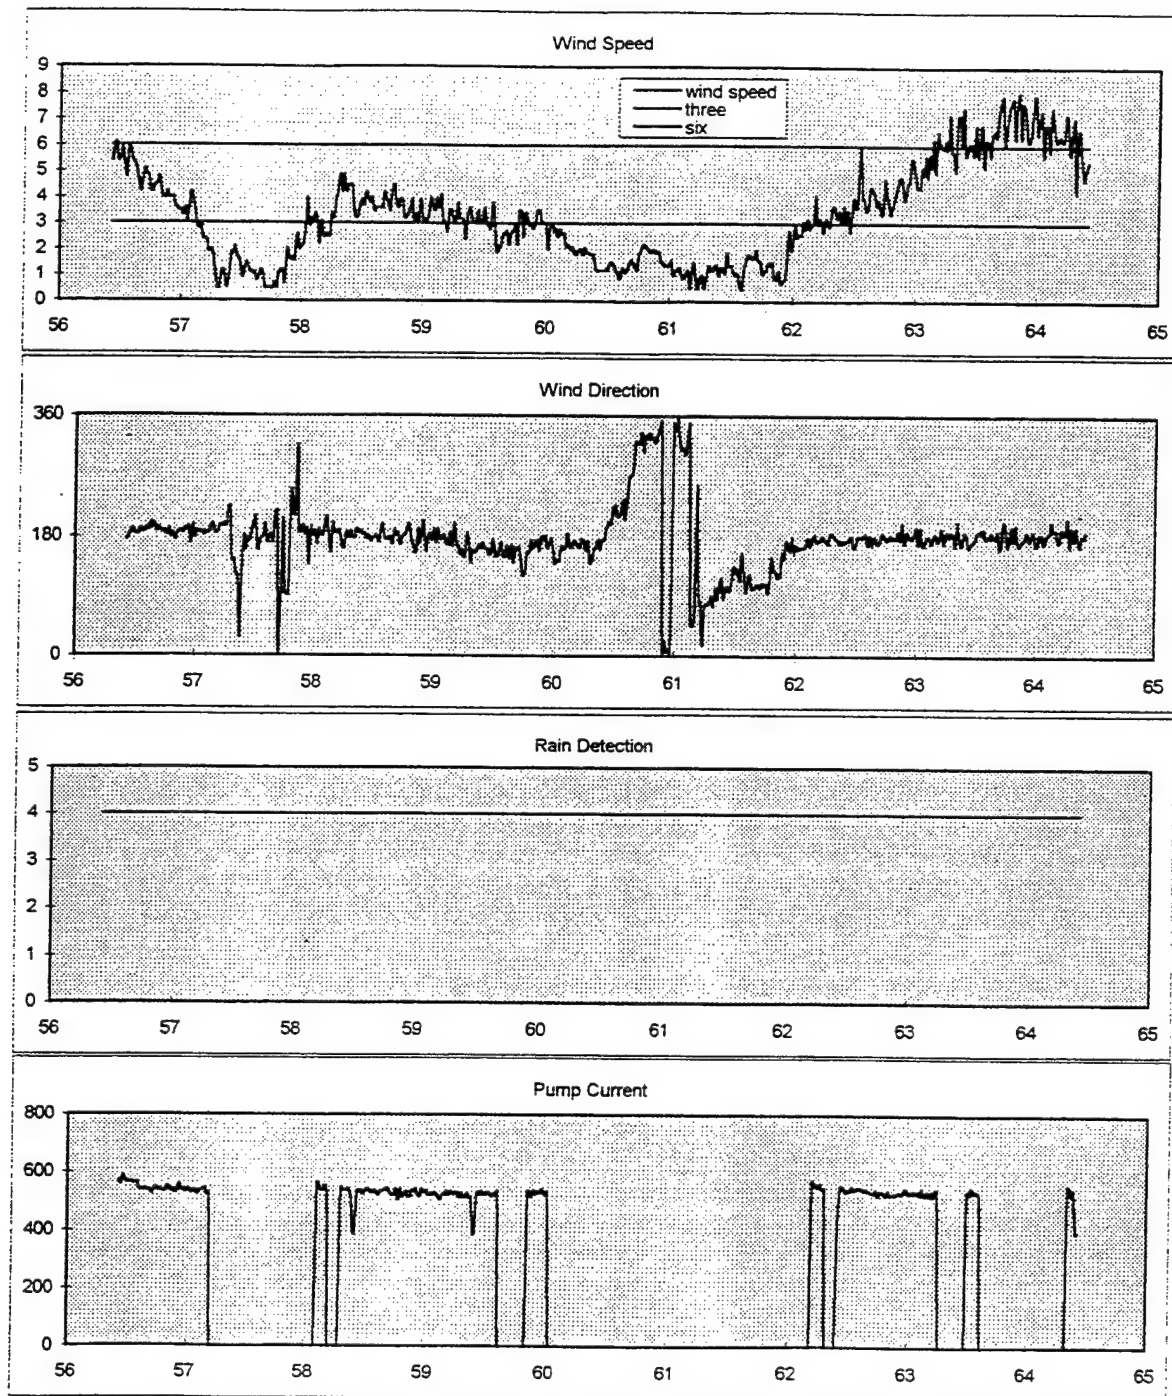 Wind Speed
9
8
7
6
5
4
3
2
1
0
wind speed
three
six
56 57 58 59 60 61 62 63 64 65
Wind Direction
360
180
0
56 57 58 59 60 61 62 63 64 65
Rain Detection
5
4
3
2
1
0
56 57 58 59 60 61 62 63 64 65
Pump Current
800
600
400
200
0
56 57 58 59 60 61 62 63 64 65